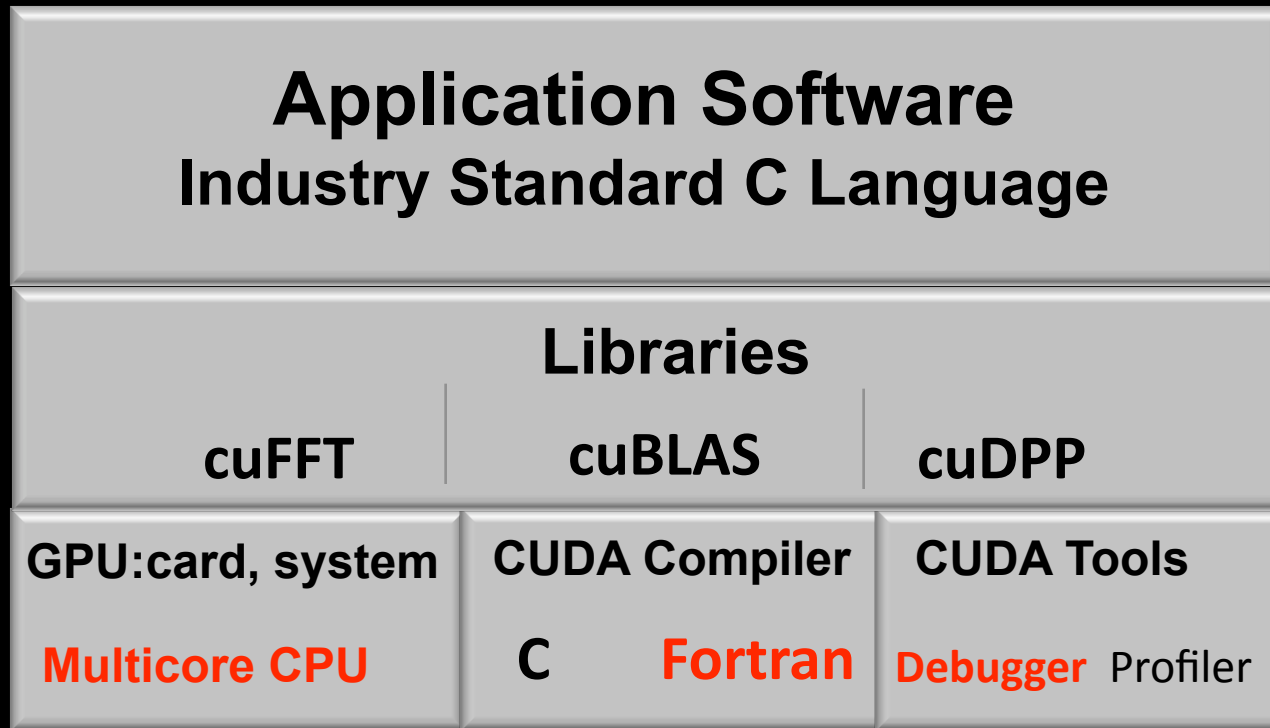 Application Software
Industry Standard C Language
Libraries
cuFFT
cuBLAS
cuDPP
GPU:card, system
Multicore CPU
CUDA Compiler
C Fortran
CUDA Tools
Debugger Profiler